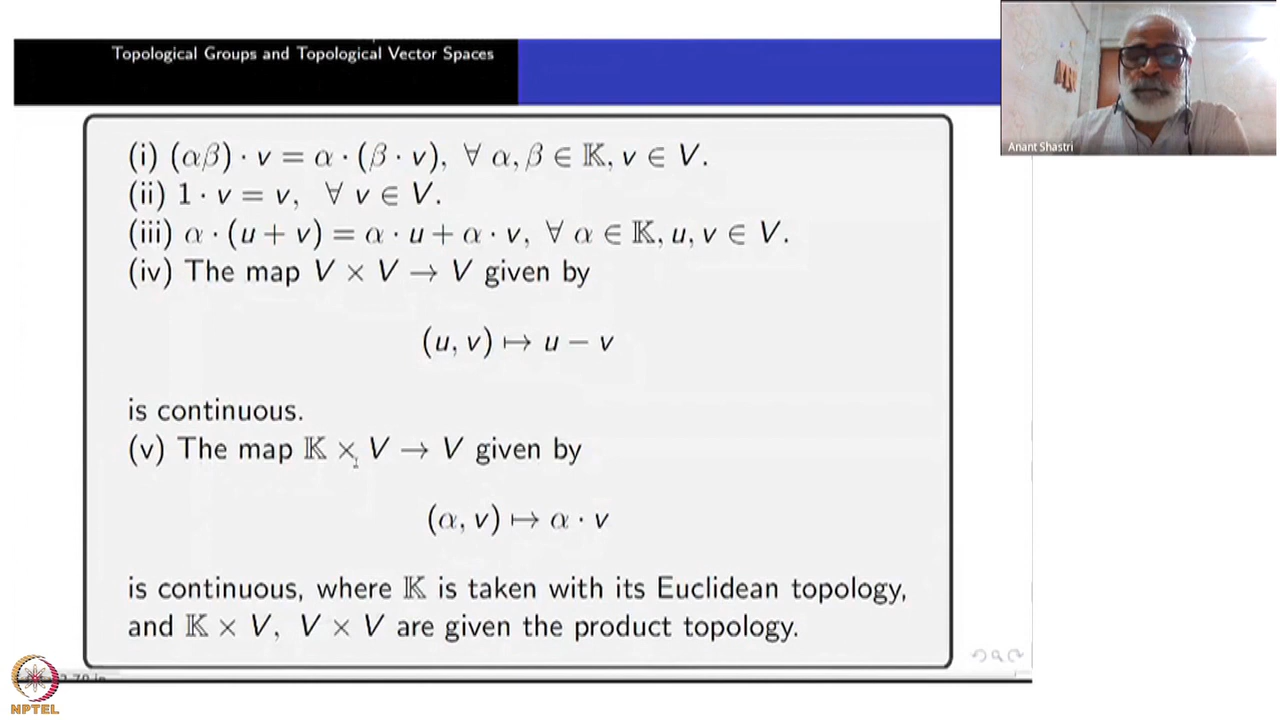 Topological Groups and Topological Vector Spaces
Anant Shastri
(i) (αβ) · v = α · (β · v), ∀ α, β ∈ 𝕂, v ∈ V.
(ii) 1 · v = v, ∀ v ∈ V.
(iii) α · (u + v) = α · u + α · v, ∀ α ∈ 𝕂, u, v ∈ V.
(iv) The map V × V → V given by
(u, v) ↦ u − v
is continuous.
(v) The map 𝕂 × V → V given by
(α, v) ↦ α · v
is continuous, where 𝕂 is taken with its Euclidean topology,
and 𝕂 × V, V × V are given the product topology.
NPTEL